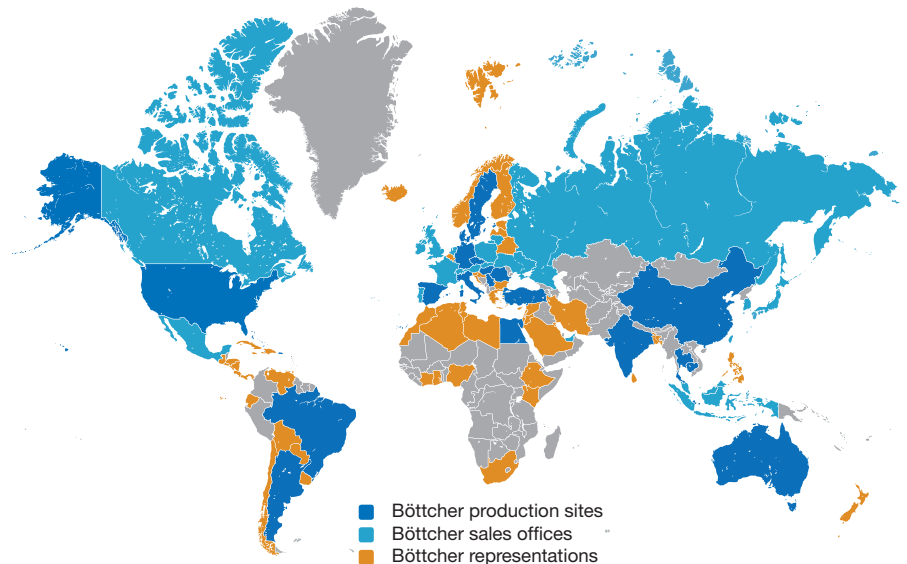 Böttcher production sites
Böttcher sales offices
Böttcher representations